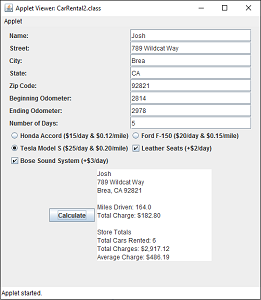 Applet Viewer: CarRental2.class
Applet
Name: Josh
Street: 789 Wildcat Way
City: Brea
State: CA
Zip Code: 92821
Beginning Odometer: 2814
Ending Odometer: 2978
Number of Days: 5
Honda Accord ($15/day & $0.12/mile) Ford F-150 ($20/day & $0.15/mile)
Tesla Model S ($25/day & $0.20/mile) Leather Seats (+$2/day)
Bose Sound System (+$3/day)
Calculate
Josh
789 Wildcat Way
Brea, CA 92821
Miles Driven: 164.0
Total Charge: $182.80
Store Totals
Total Cars Rented: 6
Total Charges: $2,917.12
Average Charge: $486.19
Applet started.